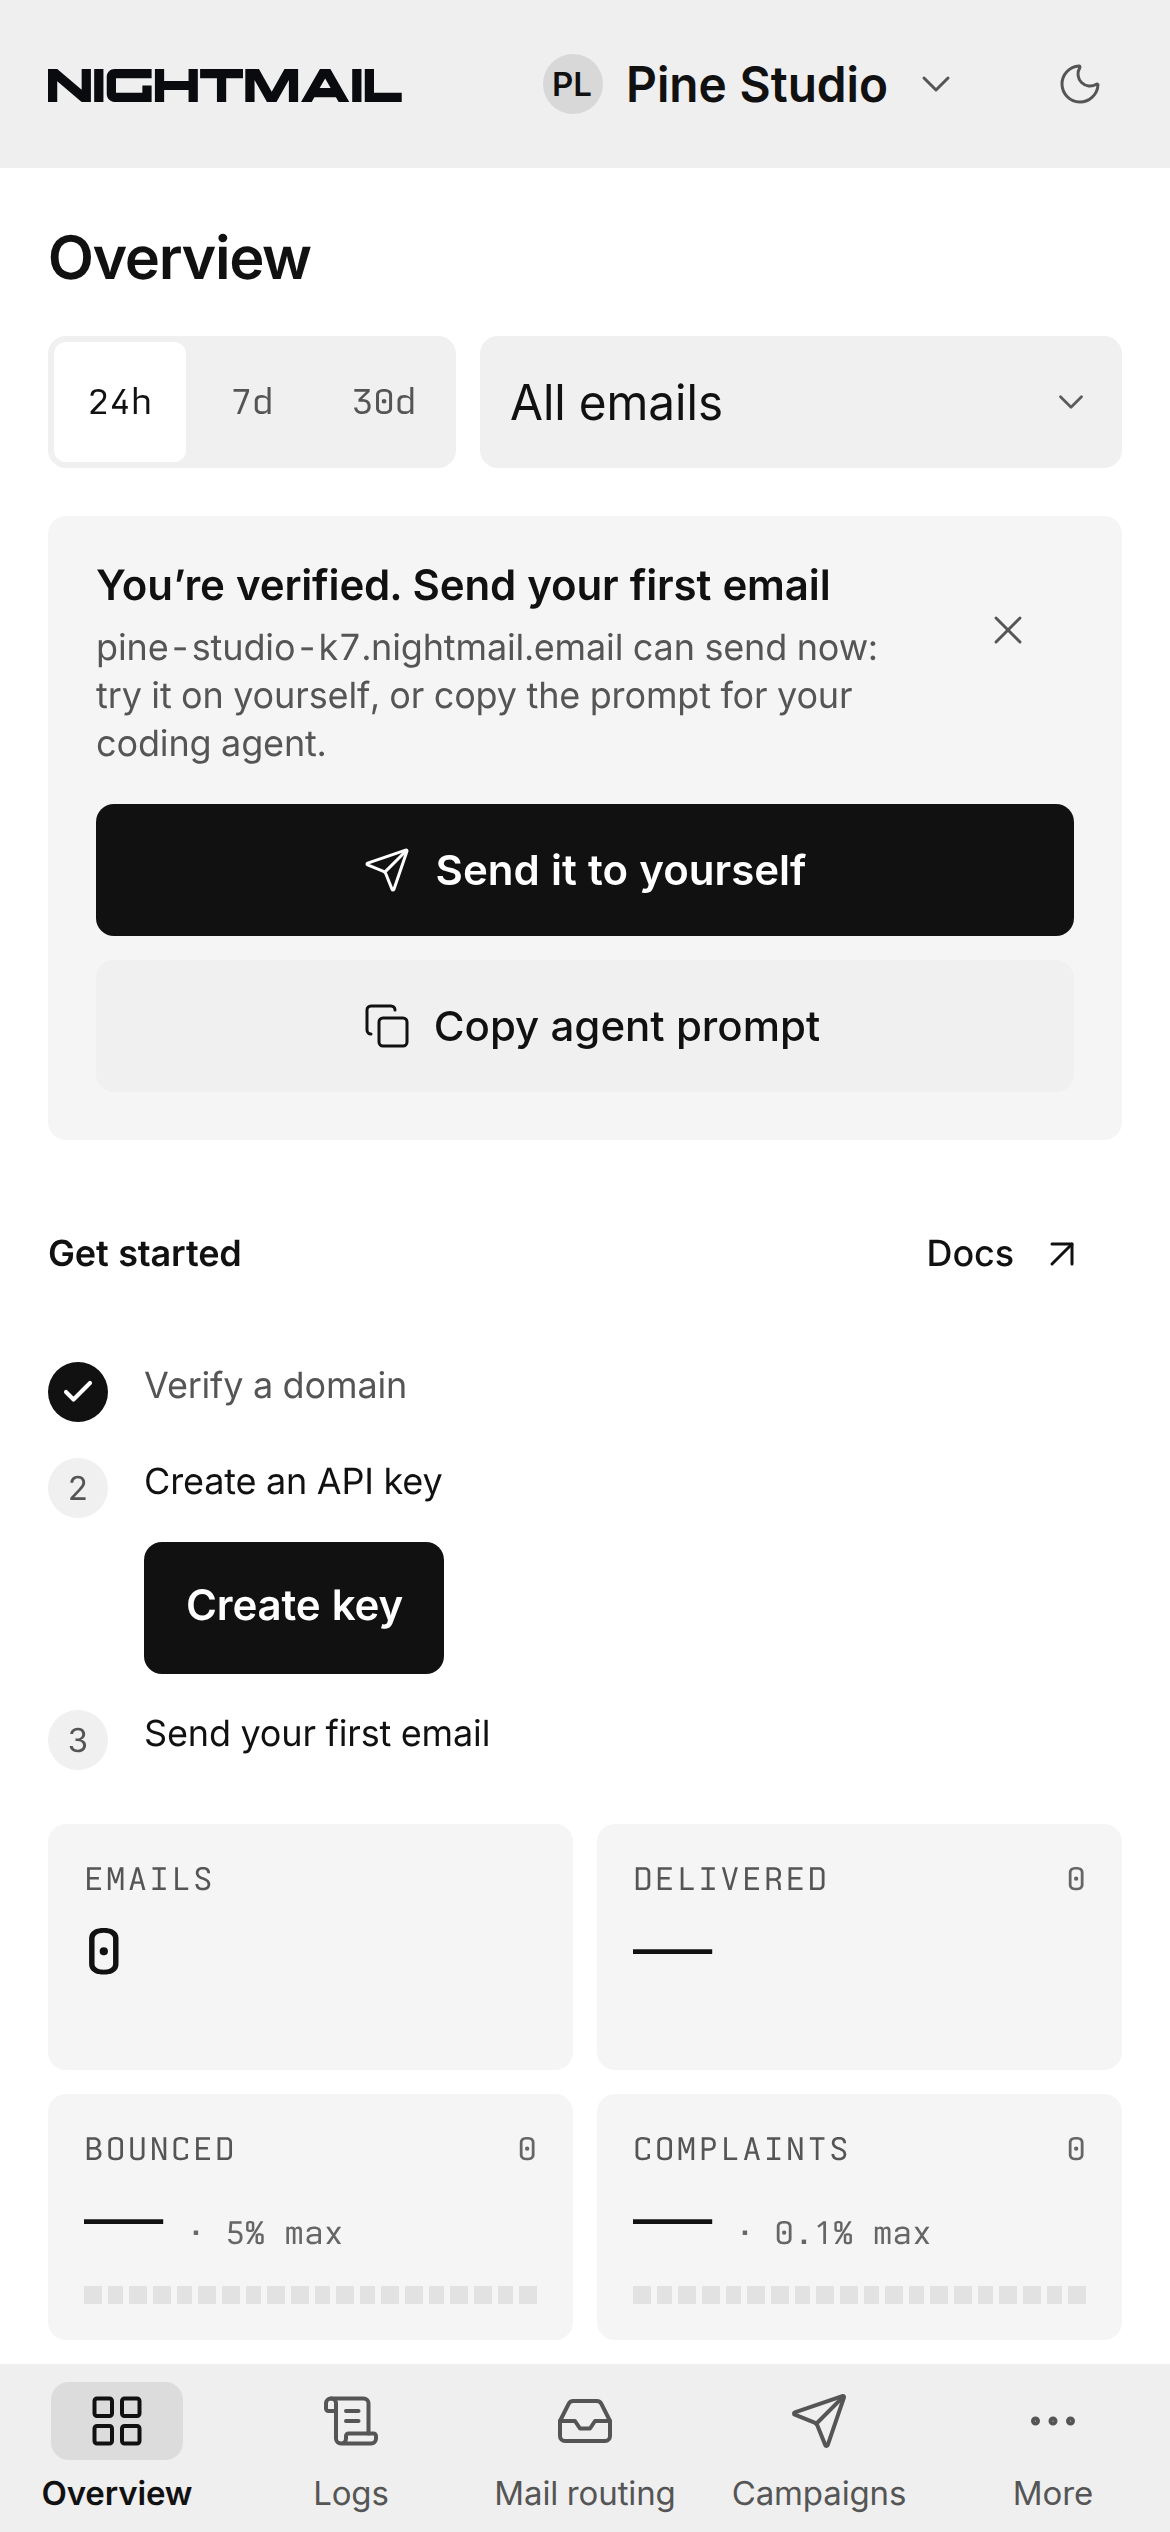 NIGHTMAIL
PL Pine Studio
Overview
24h 7d 30d All emails
You’re verified. Send your first email
pine-studio-k7.nightmail.email can send now:
try it on yourself, or copy the prompt for your
coding agent.
Send it to yourself
Copy agent prompt
Get started Docs
Verify a domain
2 Create an API key
Create key
3 Send your first email
EMAILS
0
DELIVERED 0
—
BOUNCED 0
— · 5% max
COMPLAINTS 0
— · 0.1% max
Overview Logs Mail routing Campaigns More